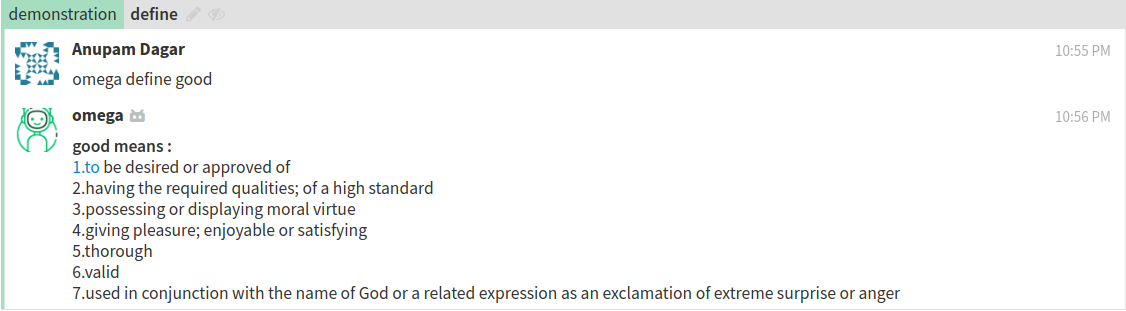 demonstration define
Anupam Dagar 10:55 PM
omega define good
omega 10:56 PM
good means :
1.to be desired or approved of
2.having the required qualities; of a high standard
3.possessing or displaying moral virtue
4.giving pleasure; enjoyable or satisfying
5.thorough
6.valid
7.used in conjunction with the name of God or a related expression as an exclamation of extreme surprise or anger